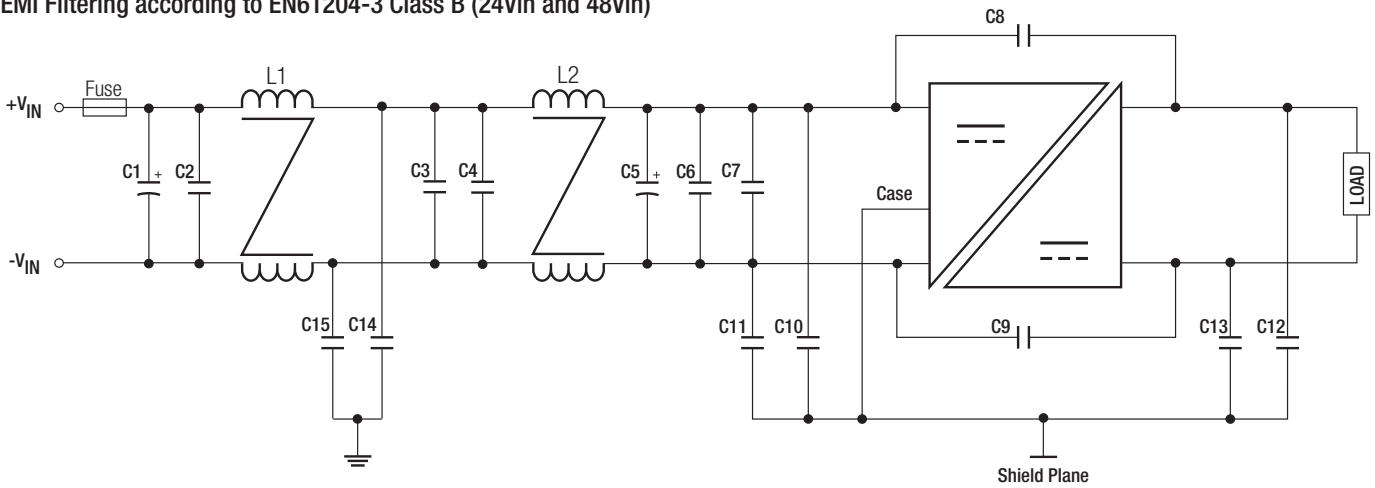 EMI Filtering according to EN61204-3 Class B (24Vin and 48Vin)
C8
L1
L2
Fuse
+VIN
C1 +
C2
C3
C4
C5 +
C6
C7
Case
LOAD
-VIN
C15
C14
C11
C10
C9
C13
C12
Shield Plane